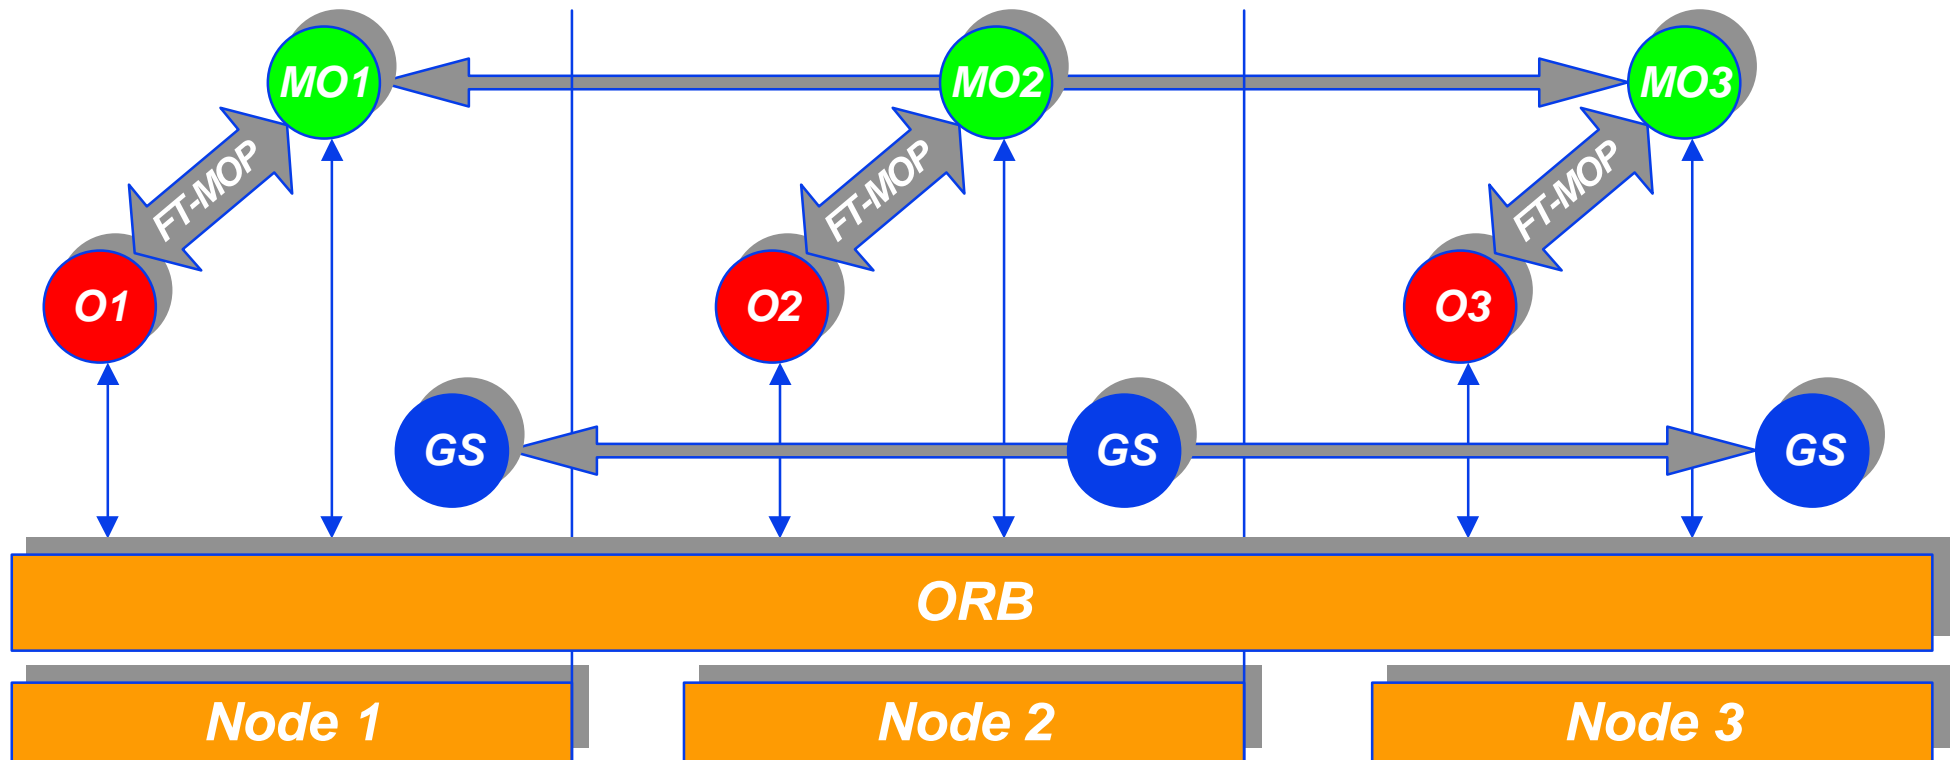 MO1
MO2
MO3
FT-MOP
FT-MOP
FT-MOP
O1
O2
O3
GS
GS
GS
ORB
Node 1
Node 2
Node 3